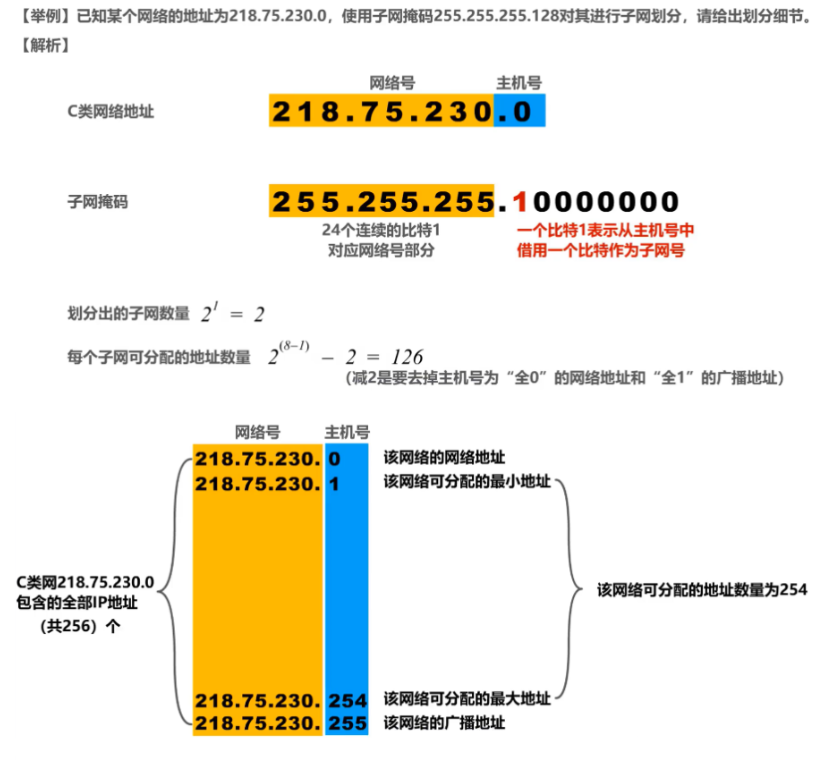 【举例】已知某个网络的地址为218.75.230.0，使用子网掩码255.255.255.128对其进行子网划分，请给出划分细节。
【解析】
网络号 主机号
C类网络地址 218.75.230.0
子网掩码 255.255.255.10000000
24个连续的比特1 一个比特1表示从主机号中
对应网络号部分 借用一个比特作为子网号
划分出的子网数量 2^1 = 2
每个子网可分配的地址数量 2^(8–1) – 2 = 126
(减2是要去掉主机号为“全0”的网络地址和“全1”的广播地址)
网络号 主机号
218.75.230. 0 该网络的网络地址
218.75.230. 1 该网络可分配的最小地址
C类网218.75.230.0
包含的全部IP地址
（共256）个
该网络可分配的地址数量为254
218.75.230. 254 该网络可分配的最大地址
218.75.230. 255 该网络的广播地址